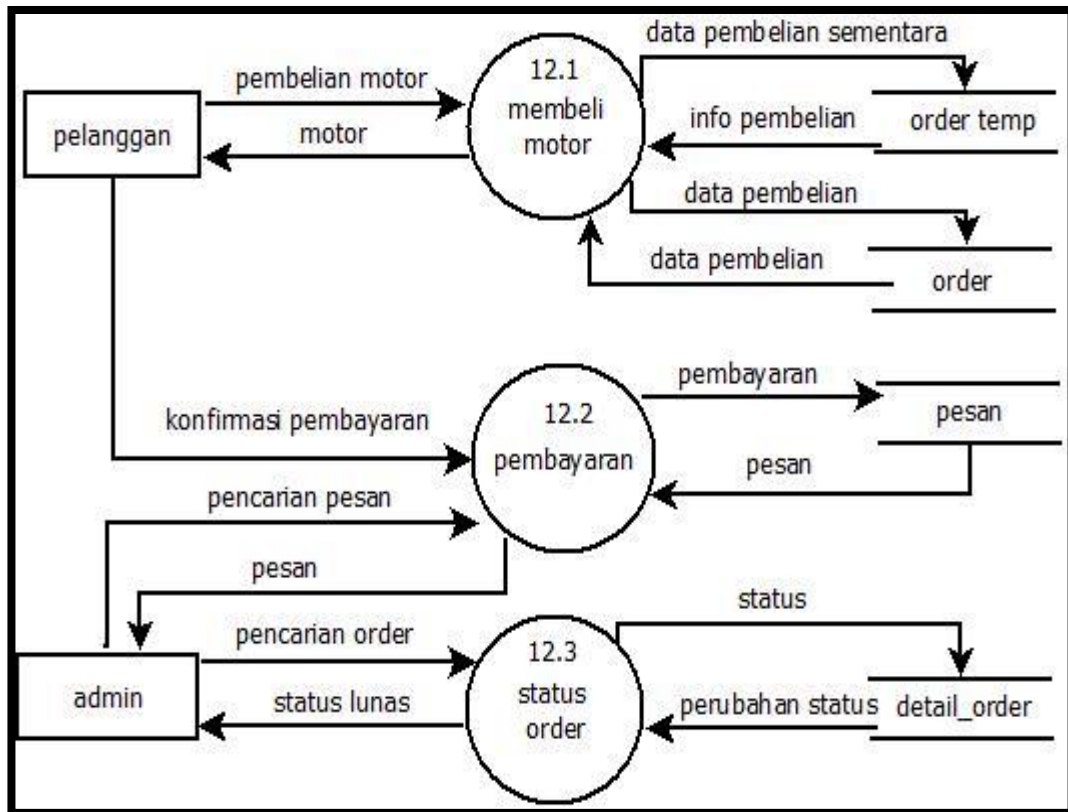 data pembelian sementara
12.1
pembelian motor
membeli
motor
pelanggan
motor
info pembelian
order temp
data pembelian
data pembelian
order
pembayaran
12.2
pembayaran
konfirmasi pembayaran
pesan
pesan
pencarian pesan
pesan
status
pencarian order
12.3
status
order
admin
status lunas
perubahan status
detail_order